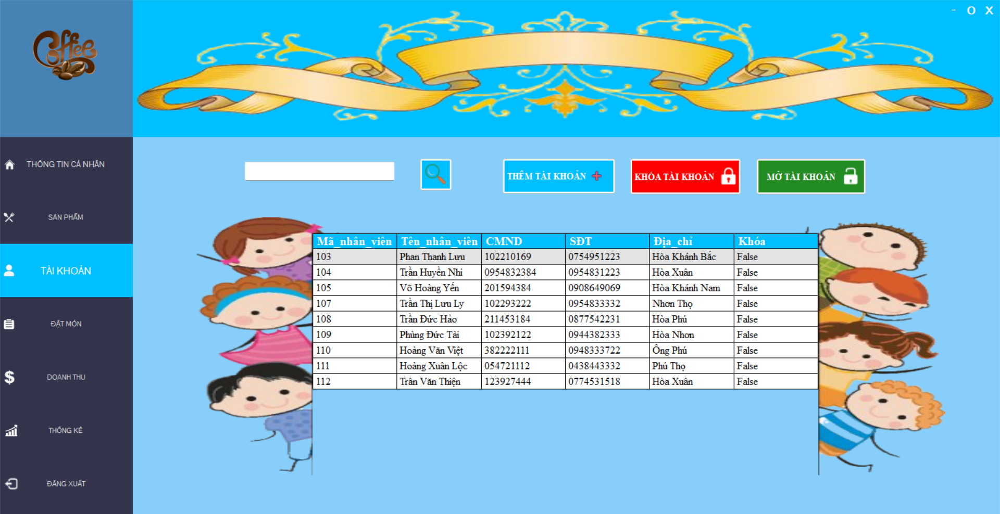 Coffee
- O X
THÔNG TIN CÁ NHÂN
SẢN PHẨM
TÀI KHOẢN
ĐẶT MÓN
DOANH THU
THỐNG KÊ
ĐĂNG XUẤT
THÊM TÀI KHOẢN KHÓA TÀI KHOẢN MỞ TÀI KHOẢN
Mã_nhân_viên Tên_nhân_viên CMND SĐT Địa_chỉ Khóa
103 Phan Thanh Lưu 102210169 0754951223 Hòa Khánh Bắc False
104 Trần Huyền Nhi 0954832384 0954831223 Hòa Xuân False
105 Võ Hoàng Yến 201594384 0908649069 Hòa Khánh Nam False
107 Trần Thị Lưu Ly 102293222 0954833332 Nhơn Thọ False
108 Trần Đức Hảo 211453184 0877542231 Hòa Phú False
109 Phùng Đức Tài 102392122 0944382333 Hòa Nhơn False
110 Hoàng Văn Việt 382222111 0948333722 Ông Phú False
111 Hoàng Xuân Lộc 054721112 0438443332 Phú Thọ False
112 Trân Văn Thiện 123927444 0774531518 Hòa Xuân False